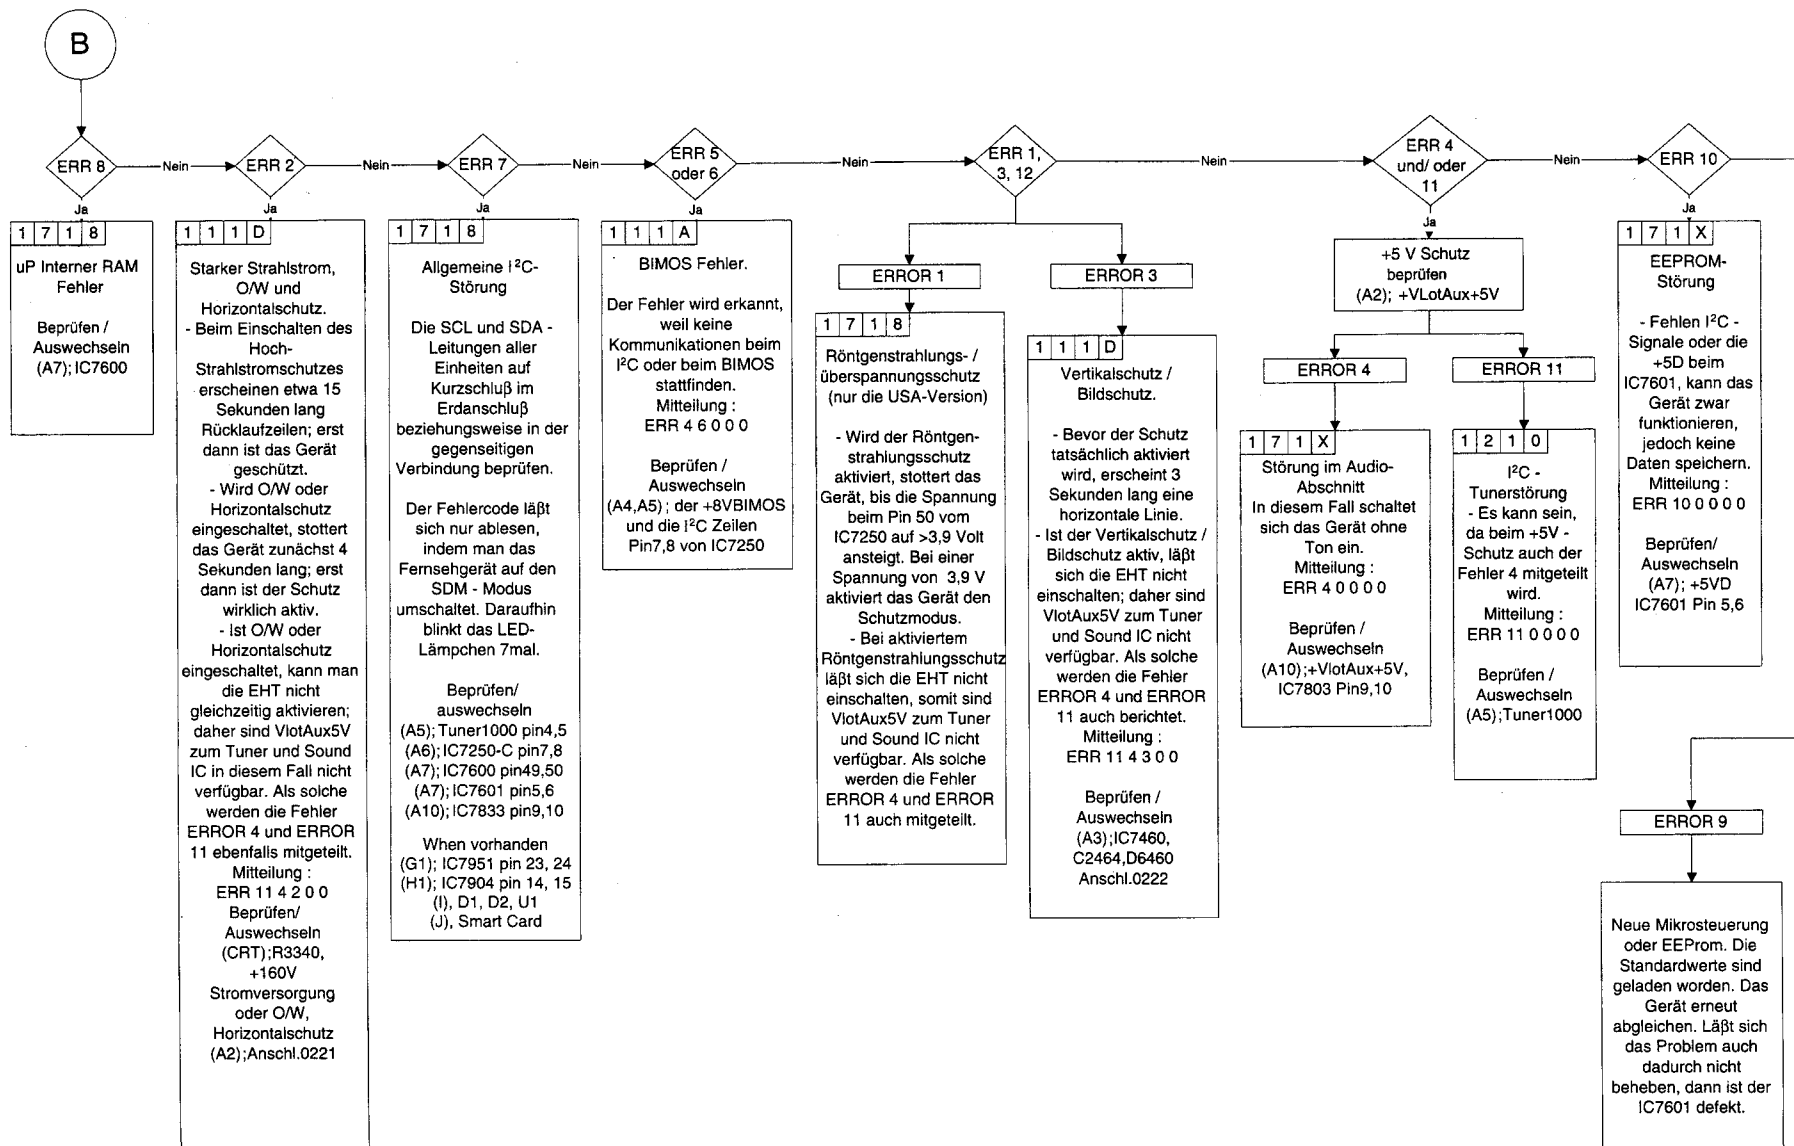 B
ERR 8
Nein
ERR 2
Nein
ERR 7
Nein
ERR 5
oder 6
Nein
ERR 1,
3, 12
Nein
ERR 4
und/ oder
11
Nein
ERR 10
Ja
1 7 1 8
uP Interner RAM
Fehler
Beprüfen /
Auswechseln
(A7); IC7600
Ja
1 1 1 D
Starker Strahlstrom,
O/W und
Horizontalschutz.
- Beim Einschalten des
Hoch-
Strahlstromschutzes
erscheinen etwa 15
Sekunden lang
Rücklaufzeilen; erst
dann ist das Gerät
geschützt.
- Wird O/W oder
Horizontalschutz
eingeschaltet, stottert
das Gerät zunächst 4
Sekunden lang; erst
dann ist der Schutz
wirklich aktiv.
- Ist O/W oder
Horizontalschutz
eingeschaltet, kann man
die EHT nicht
gleichzeitig aktivieren;
daher sind VlotAux5V
zum Tuner und Sound
IC in diesem Fall nicht
verfügbar. Als solche
werden die Fehler
ERROR 4 und ERROR
11 ebenfalls mitgeteilt.
Mitteilung :
ERR 11 4 2 0 0
Beprüfen/
Auswechseln
(CRT);R3340,
+160V
Stromversorgung
oder O/W,
Horizontalschutz
(A2);Anschl.0221
Ja
1 7 1 8
Allgemeine I²C-
Störung
Die SCL und SDA -
Leitungen aller
Einheiten auf
Kurzschluß im
Erdanschluß
beziehungsweise in der
gegenseitigen
Verbindung beprüfen.
Der Fehlercode läßt
sich nur ablesen,
indem man das
Fernsehgerät auf den
SDM - Modus
umschaltet. Daraufhin
blinkt das LED-
Lämpchen 7mal.
Beprüfen/
auswechseln
(A5); Tuner1000 pin4,5
(A6); IC7250-C pin7,8
(A7); IC7600 pin49,50
(A7); IC7601 pin5,6
(A10); IC7833 pin9,10
When vorhanden
(G1); IC7951 pin 23, 24
(H1); IC7904 pin 14, 15
(I), D1, D2, U1
(J), Smart Card
Ja
1 1 1 A
BIMOS Fehler.
Der Fehler wird erkannt,
weil keine
Kommunikationen beim
I²C oder beim BIMOS
stattfinden.
Mitteilung :
ERR 4 6 0 0 0
Beprüfen /
Auswechseln
(A4,A5) ; der +8VBIMOS
und die I²C Zeilen
Pin7,8 von IC7250
ERROR 1
1 7 1 8
Röntgenstrahlungs- /
überspannungsschutz
(nur die USA-Version)
- Wird der Röntgen-
strahlungsschutz
aktiviert, stottert das
Gerät, bis die Spannung
beim Pin 50 vom
IC7250 auf >3,9 Volt
ansteigt. Bei einer
Spannung von 3,9 V
aktiviert das Gerät den
Schutzmodus.
- Bei aktiviertem
Röntgenstrahlungsschutz
läßt sich die EHT nicht
einschalten, somit sind
VlotAux5V zum Tuner
und Sound IC nicht
verfügbar. Als solche
werden die Fehler
ERROR 4 und ERROR
11 auch mitgeteilt.
ERROR 3
1 1 1 D
Vertikalschutz /
Bildschutz.
- Bevor der Schutz
tatsächlich aktiviert
wird, erscheint 3
Sekunden lang eine
horizontale Linie.
- Ist der Vertikalschutz /
Bildschutz aktiv, läßt
sich die EHT nicht
einschalten; daher sind
VlotAux5V zum Tuner
und Sound IC nicht
verfügbar. Als solche
werden die Fehler
ERROR 4 und ERROR
11 auch berichtet.
Mitteilung :
ERR 11 4 3 0 0
Beprüfen /
Auswechseln
(A3);IC7460,
C2464,D6460
Anschl.0222
Ja
+5 V Schutz
beprüfen
(A2); +VLotAux+5V
ERROR 4
1 7 1 X
Störung im Audio-
Abschnitt
In diesem Fall schaltet
sich das Gerät ohne
Ton ein.
Mitteilung :
ERR 4 0 0 0 0
Beprüfen /
Auswechseln
(A10);+VlotAux+5V,
IC7803 Pin9,10
ERROR 11
1 2 1 0
I²C -
Tunerstörung
- Es kann sein,
da beim +5V -
Schutz auch der
Fehler 4 mitgeteilt
wird.
Mitteilung :
ERR 11 0 0 0 0
Beprüfen /
Auswechseln
(A5);Tuner1000
Ja
1 7 1 X
EEPROM-
Störung
- Fehlen I²C -
Signale oder die
+5D beim
IC7601, kann das
Gerät zwar
funktionieren,
jedoch keine
Daten speichern.
Mitteilung :
ERR 10 0 0 0 0
Beprüfen/
Auswechseln
(A7); +5VD
IC7601 Pin 5,6
ERROR 9
Neue Mikrosteuerung
oder EEProm. Die
Standardwerte sind
geladen worden. Das
Gerät erneut
abgleichen. Läßt sich
das Problem auch
dadurch nicht
beheben, dann ist der
IC7601 defekt.